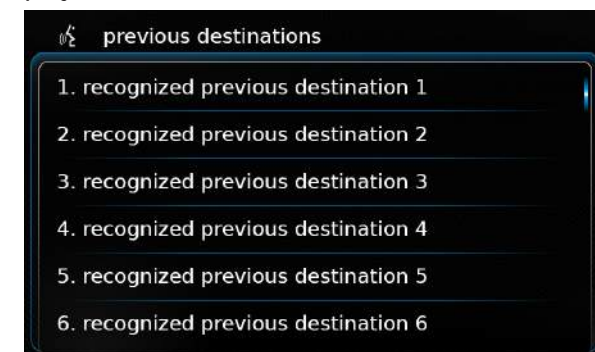 previous destinations
1. recognized previous destination 1
2. recognized previous destination 2
3. recognized previous destination 3
4. recognized previous destination 4
5. recognized previous destination 5
6. recognized previous destination 6